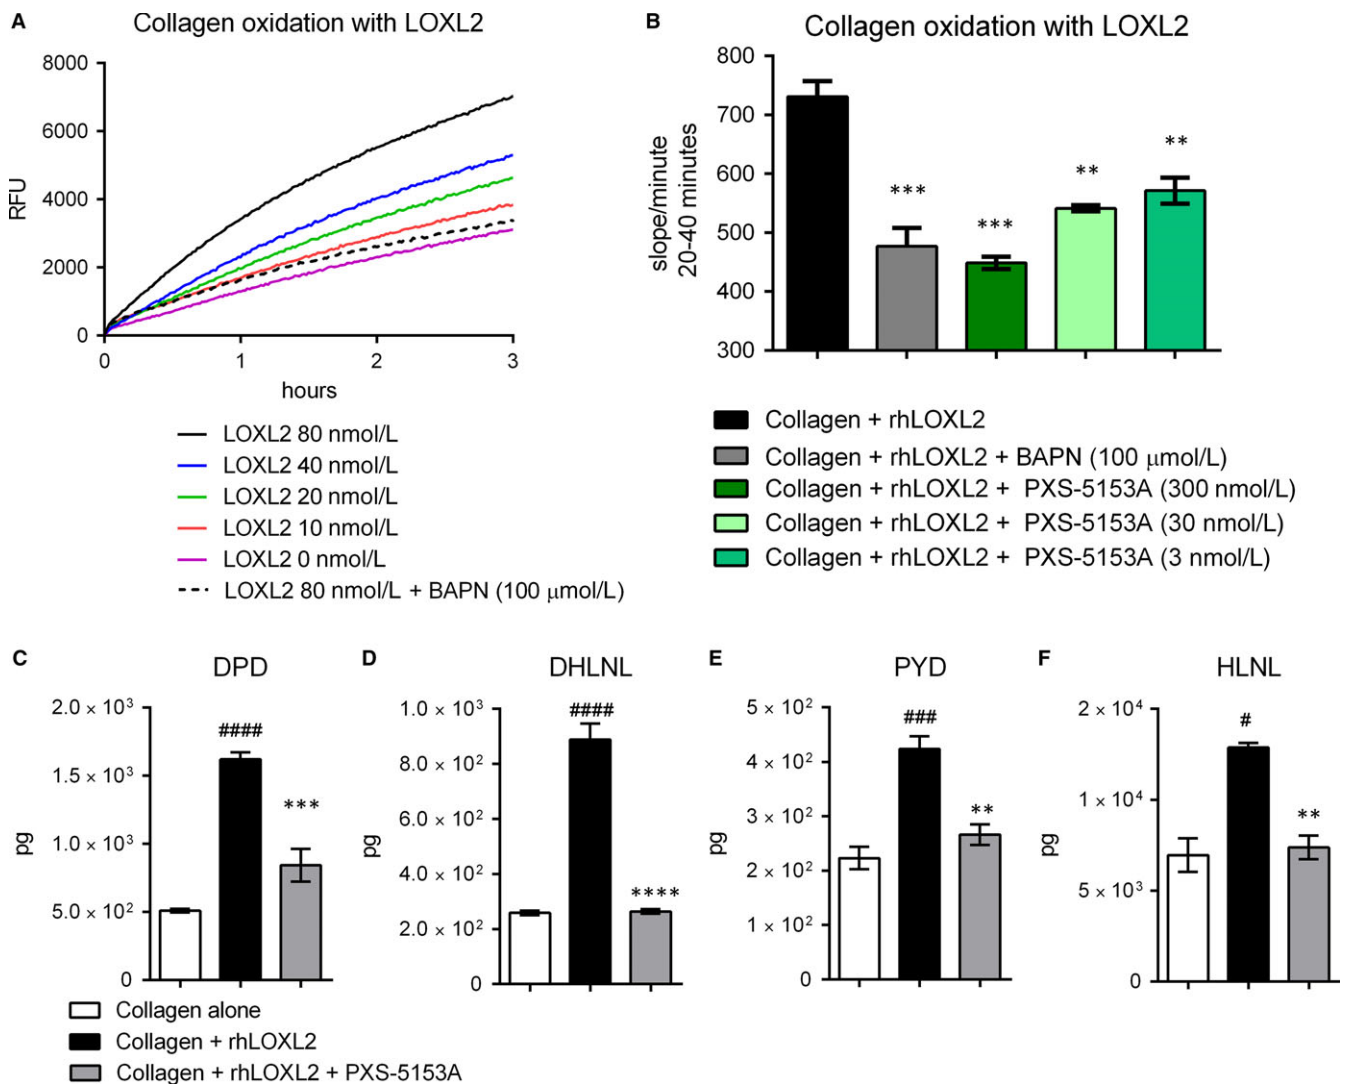 A
Collagen oxidation with LOXL2
8000
6000
4000
2000
0
RFU
0 1 2 3
hours
LOXL2 80 nmol/L
LOXL2 40 nmol/L
LOXL2 20 nmol/L
LOXL2 10 nmol/L
LOXL2 0 nmol/L
LOXL2 80 nmol/L + BAPN (100 μmol/L)
B
Collagen oxidation with LOXL2
800
700
600
500
400
300
slope/minute
20-40 minutes
***
***
**
**
Collagen + rhLOXL2
Collagen + rhLOXL2 + BAPN (100 μmol/L)
Collagen + rhLOXL2 + PXS-5153A (300 nmol/L)
Collagen + rhLOXL2 + PXS-5153A (30 nmol/L)
Collagen + rhLOXL2 + PXS-5153A (3 nmol/L)
C
DPD
2.0 × 10³
1.5 × 10³
1.0 × 10³
5.0 × 10²
0
pg
####
***
D
DHLNL
1.0 × 10³
8.0 × 10²
6.0 × 10²
4.0 × 10²
2.0 × 10²
0
pg
####
****
E
PYD
5 × 10²
4 × 10²
3 × 10²
2 × 10²
1 × 10²
0
pg
###
**
F
HLNL
2 × 10⁴
1 × 10⁴
5 × 10³
0
pg
#
**
Collagen alone
Collagen + rhLOXL2
Collagen + rhLOXL2 + PXS-5153A